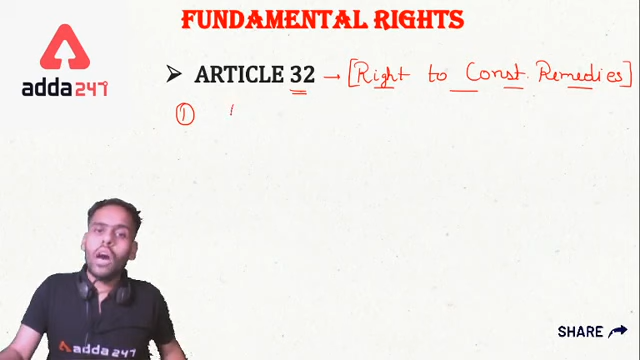 FUNDAMENTAL RIGHTS
adda247
➤ ARTICLE 32 → [Right to Const. Remedies]
①
adda247
SHARE